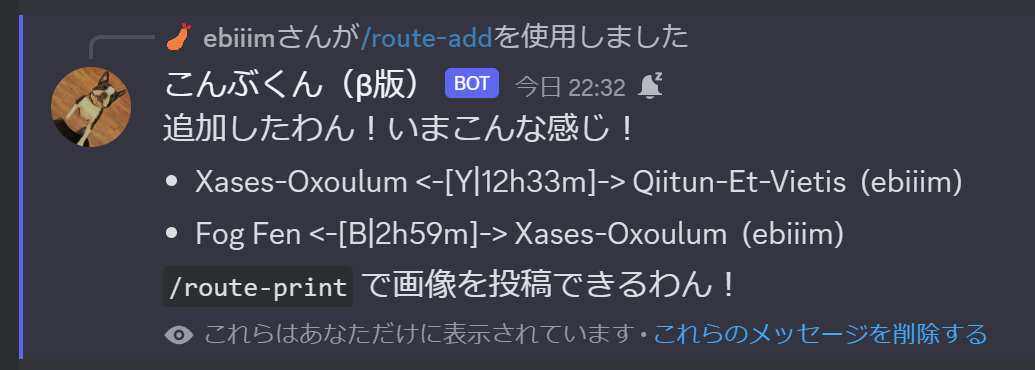 ebiiimさんが/route-addを使用しました
こんぶくん（β版） BOT 今日 22:32
追加したわん！いまこんな感じ！
• Xases-Oxoulum <-[Y|12h33m]-> Qiitun-Et-Vietis (ebiiim)
• Fog Fen <-[B|2h59m]-> Xases-Oxoulum (ebiiim)
/route-print で画像を投稿できるわん！
これらはあなただけに表示されています • これらのメッセージを削除する